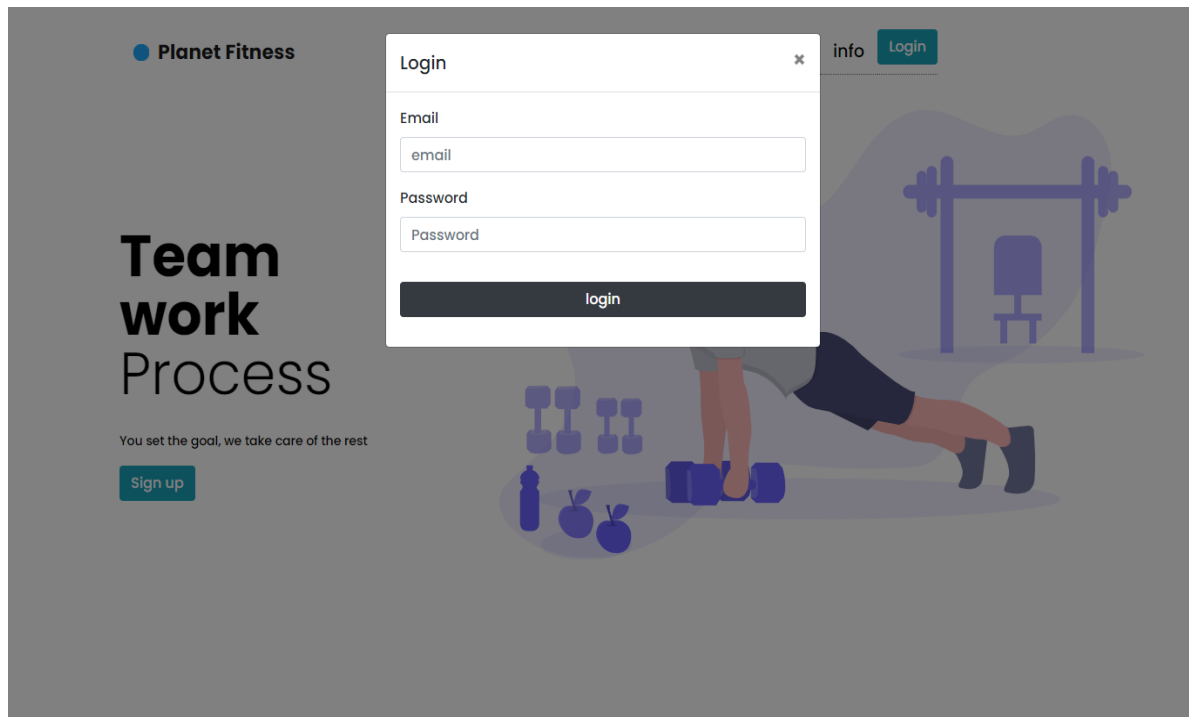 Planet Fitness
info
Login
Login
×
Email
email
Password
Password
login
Team
work
Process
You set the goal, we take care of the rest
Sign up